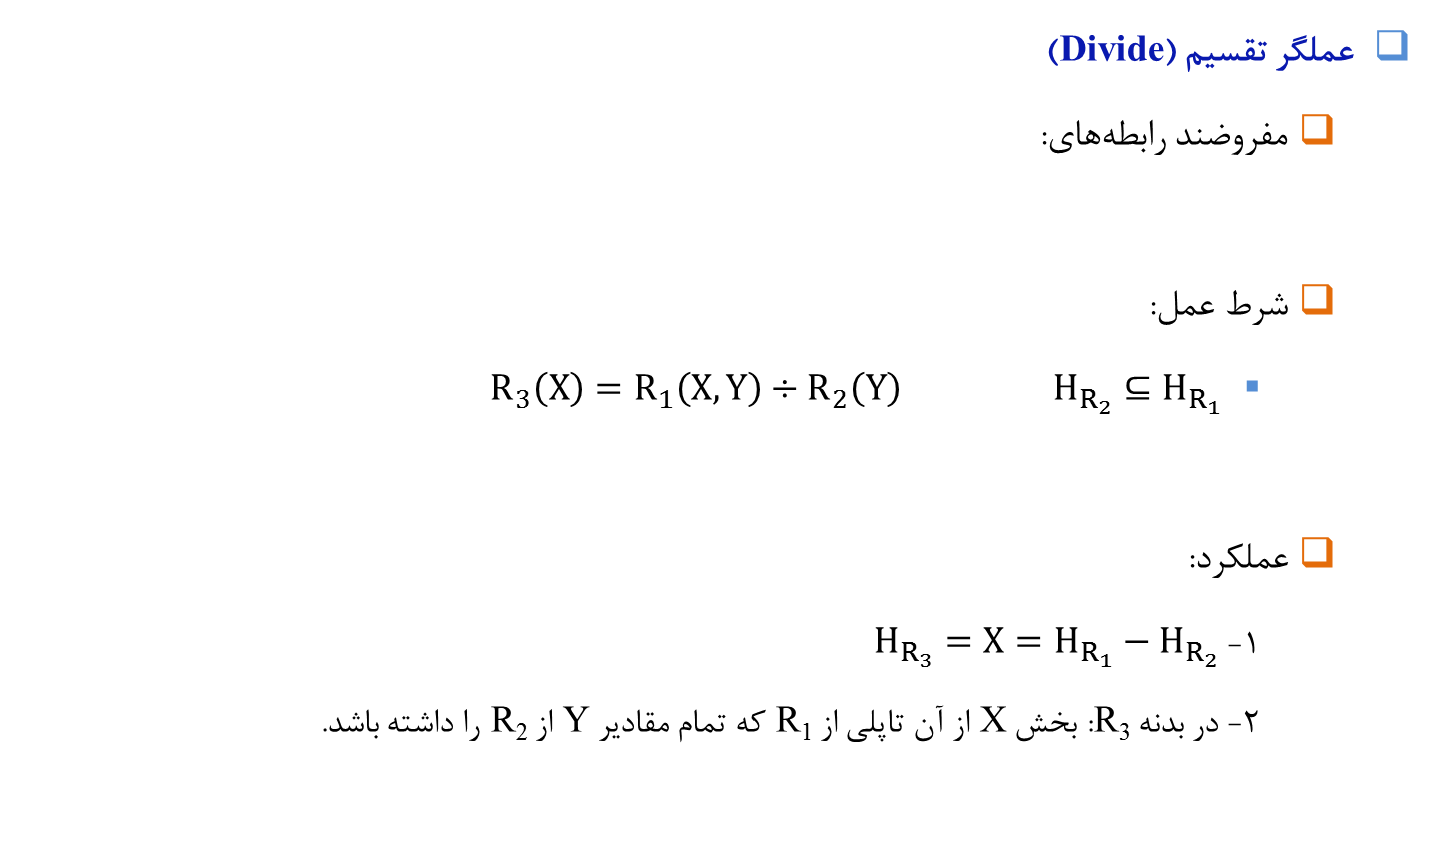 عملگر تقسیم (Divide)
مفروضند رابطه‌های:
شرط عمل:
H_{R_2} ⊆ H_{R_1} R_3(X) = R_1(X, Y) ÷ R_2(Y)
عملکرد:
۱- H_{R_3} = X = H_{R_1} − H_{R_2}
۲- در بدنه R_3: بخش X از آن تاپلی از R_1 که تمام مقادیر Y از R_2 را داشته باشد.